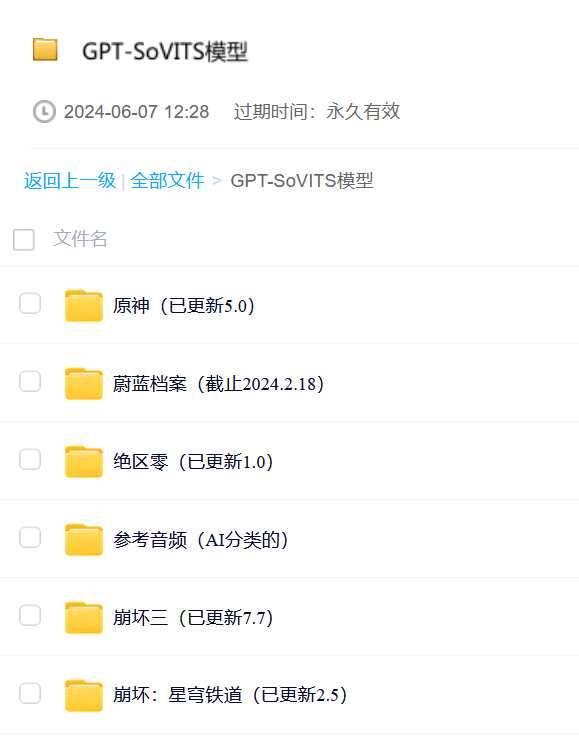 GPT-SoVITS模型
2024-06-07 12:28 过期时间：永久有效
返回上一级 | 全部文件 > GPT-SoVITS模型
文件名
原神（已更新5.0）
蔚蓝档案（截止2024.2.18）
绝区零（已更新1.0）
参考音频（AI分类的）
崩坏三（已更新7.7）
崩坏：星穹铁道（已更新2.5）